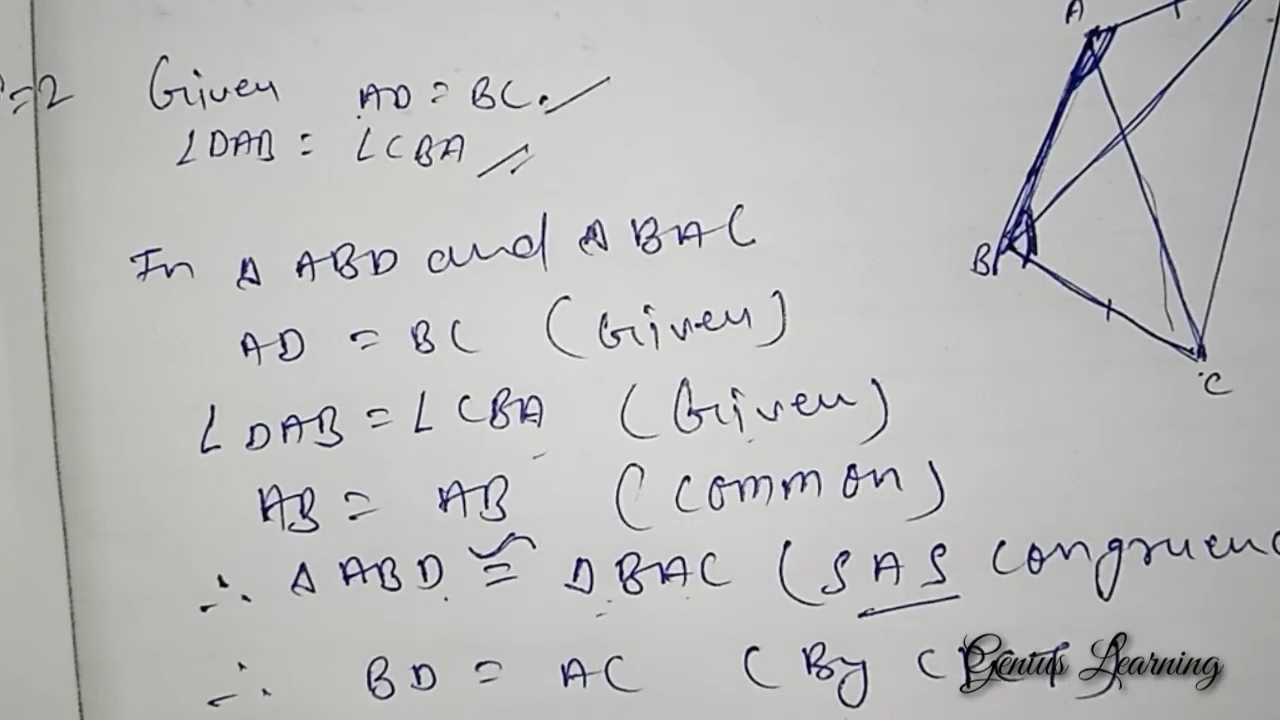 =2 Given AD = BC.
∠DAB = ∠CBA
In Δ ABD and Δ BAC
AD = BC (Given)
∠DAB = ∠CBA (Given)
AB = AB (common)
∴ Δ ABD ≅ Δ BAC (SAS congruenc
∴ BD = AC (By
Genius Learning
A
B
C